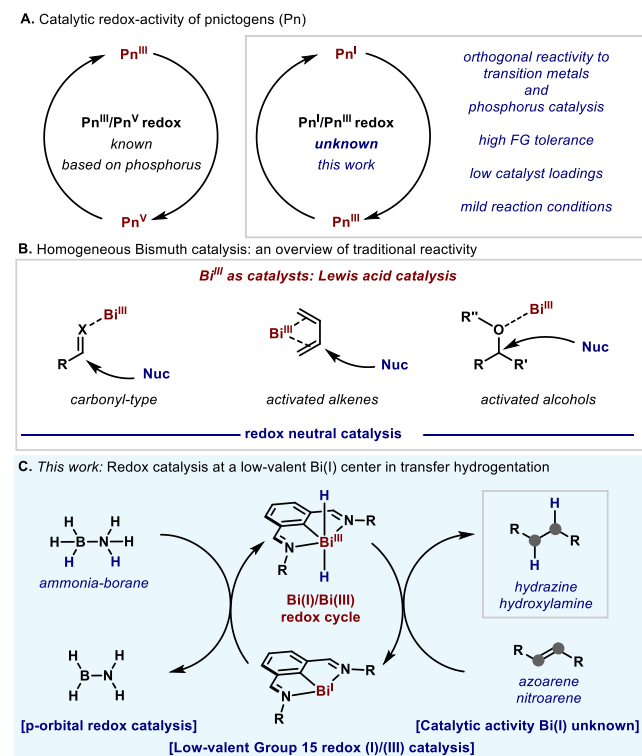 A. Catalytic redox-activity of pnictogens (Pn)
Pn^III
Pn^III/Pn^V redox
known
based on phosphorus
Pn^V
Pn^I
Pn^I/Pn^III redox
unknown
this work
Pn^III
orthogonal reactivity to
transition metals
and
phosphorus catalysis
high FG tolerance
low catalyst loadings
mild reaction conditions
B. Homogeneous Bismuth catalysis: an overview of traditional reactivity
Bi^III as catalysts: Lewis acid catalysis
Bi^III
X
R
Nuc
carbonyl-type
Bi^III
Nuc
activated alkenes
R''
Bi^III
O
Nuc
R R'
activated alcohols
redox neutral catalysis
C. This work: Redox catalysis at a low-valent Bi(I) center in transfer hydrogentation
H H
H B N H
H H
ammonia-borane
H H
B N
H H
[p-orbital redox catalysis]
H
N R
Bi^III
N
R H
Bi(I)/Bi(III)
redox cycle
N R
Bi^I
N
R
H
R
R
H
hydrazine
hydroxylamine
R
R
azoarene
nitroarene
[Catalytic activity Bi(I) unknown]
[Low-valent Group 15 redox (I)/(III) catalysis]